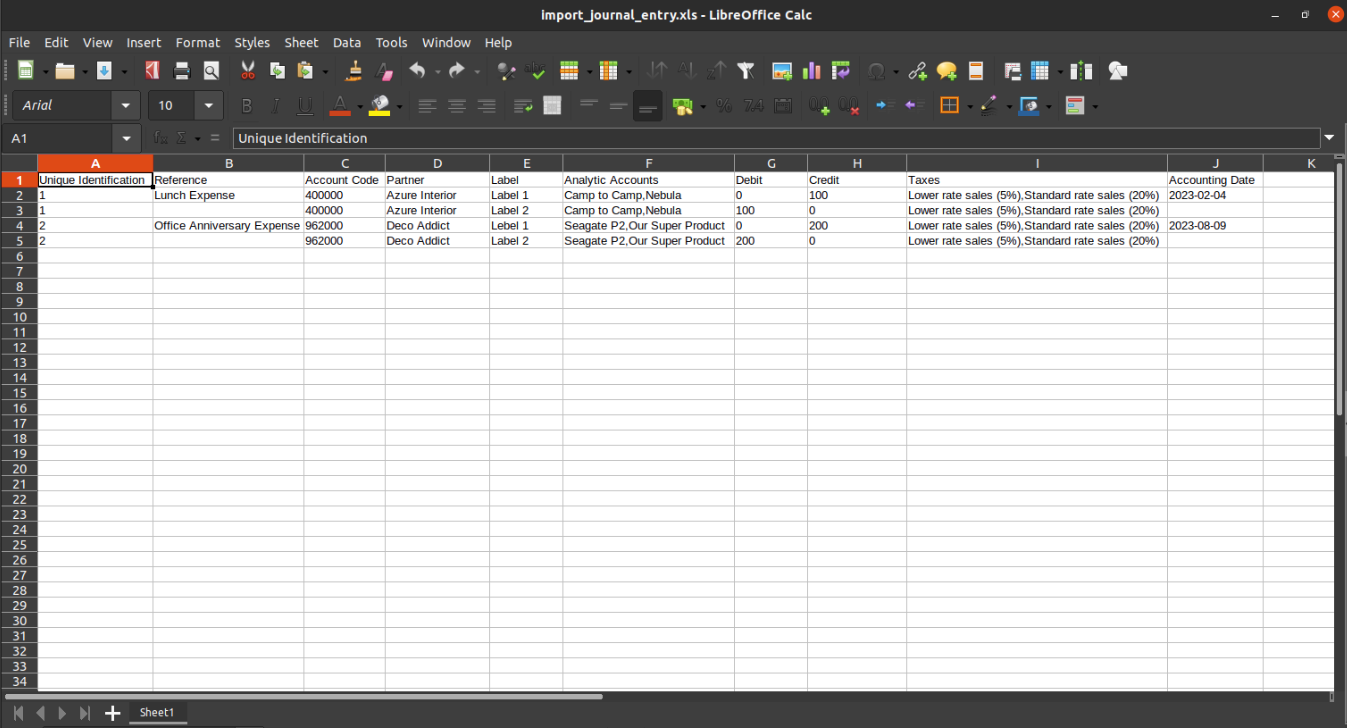 import_journal_entry.xls - LibreOffice Calc
File Edit View Insert Format Styles Sheet Data Tools Window Help
Arial 10
A1 Unique Identification
A B C D E F G H I J K
1 Unique Identification Reference Account Code Partner Label Analytic Accounts Debit Credit Taxes Accounting Date
2 1 Lunch Expense 400000 Azure Interior Label 1 Camp to Camp,Nebula 0 100 Lower rate sales (5%),Standard rate sales (20%) 2023-02-04
3 1 400000 Azure Interior Label 2 Camp to Camp,Nebula 100 0 Lower rate sales (5%),Standard rate sales (20%)
4 2 Office Anniversary Expense 962000 Deco Addict Lebel 1 Seagate P2,Our Super Product 0 200 Lower rate sales (5%),Standard rate sales (20%) 2023-08-09
5 2 962000 Deco Addict Label 2 Seagate P2,Our Super Product 200 0 Lower rate sales (5%),Standard rate sales (20%)
6
7
8
9
10
11
12
13
14
15
16
17
18
19
20
21
22
23
24
25
26
27
28
29
30
31
32
33
34
Sheet1